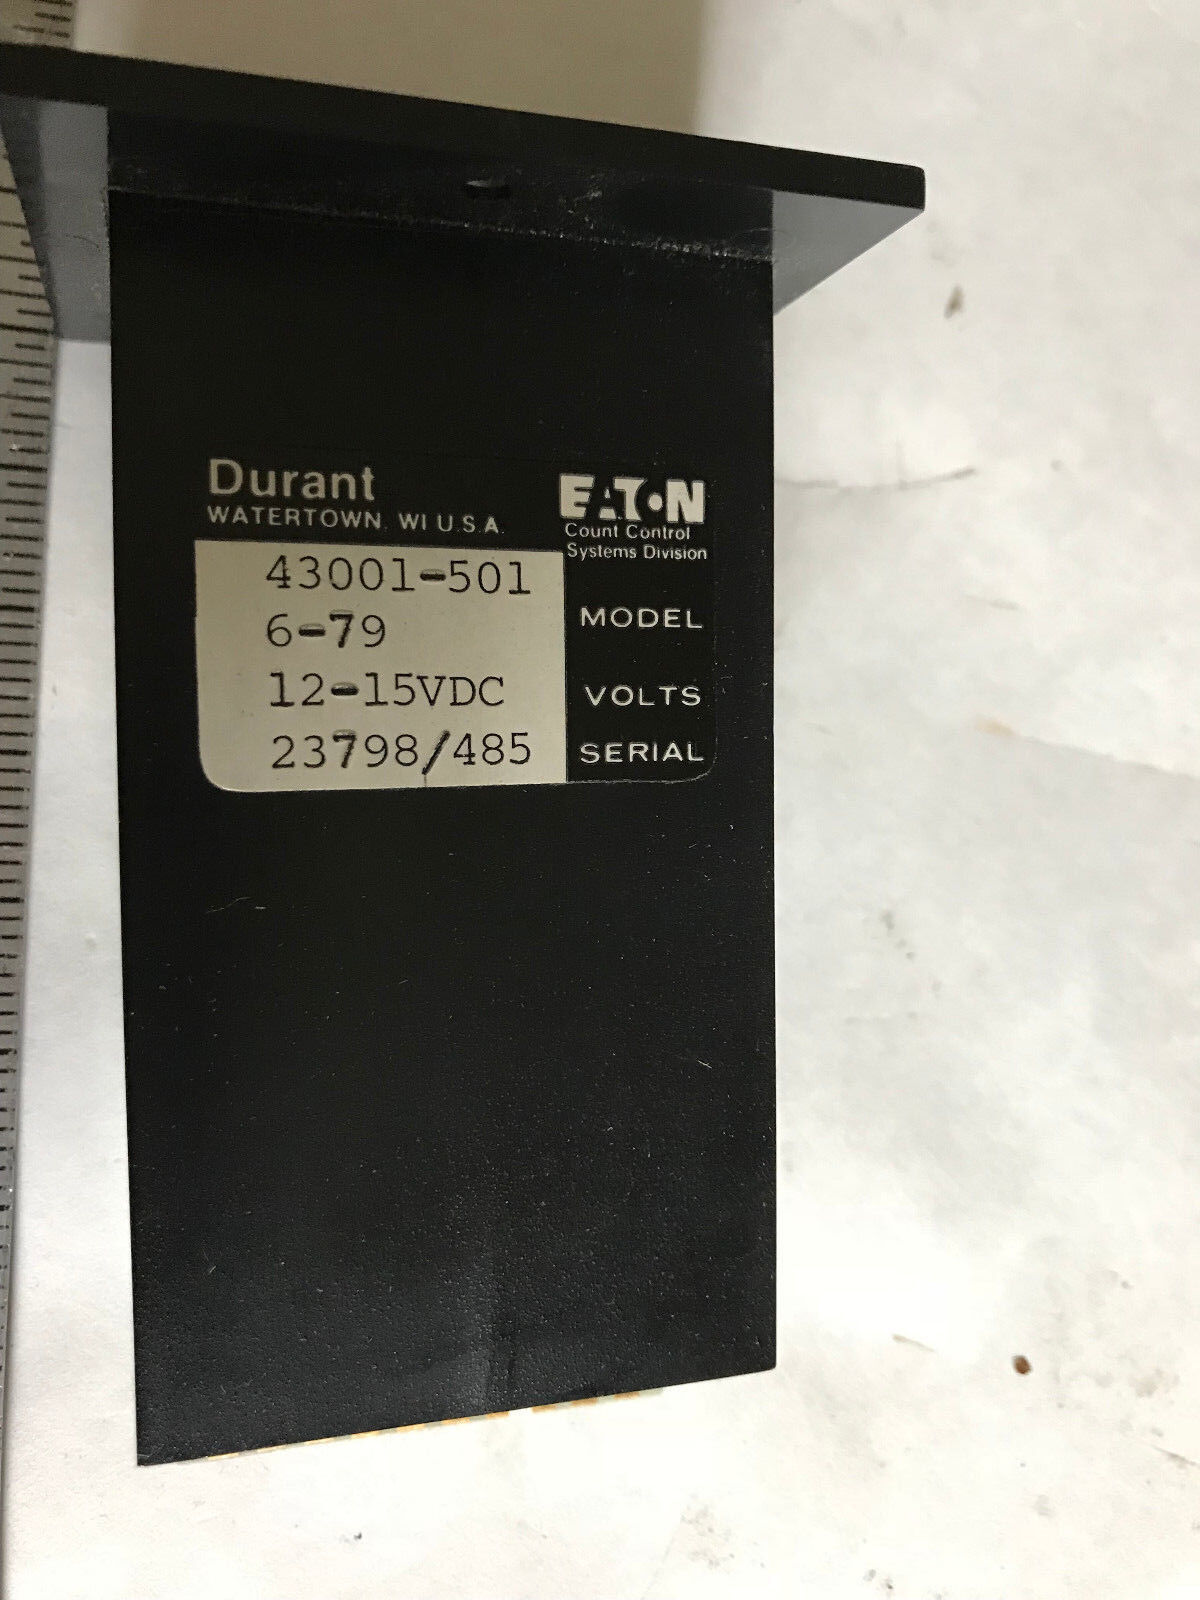 Durant
WATERTOWN, WI U.S.A.
EATON
Count Control
Systems Division
43001-501
6-79
MODEL
12-15VDC
VOLTS
23798/485
SERIAL